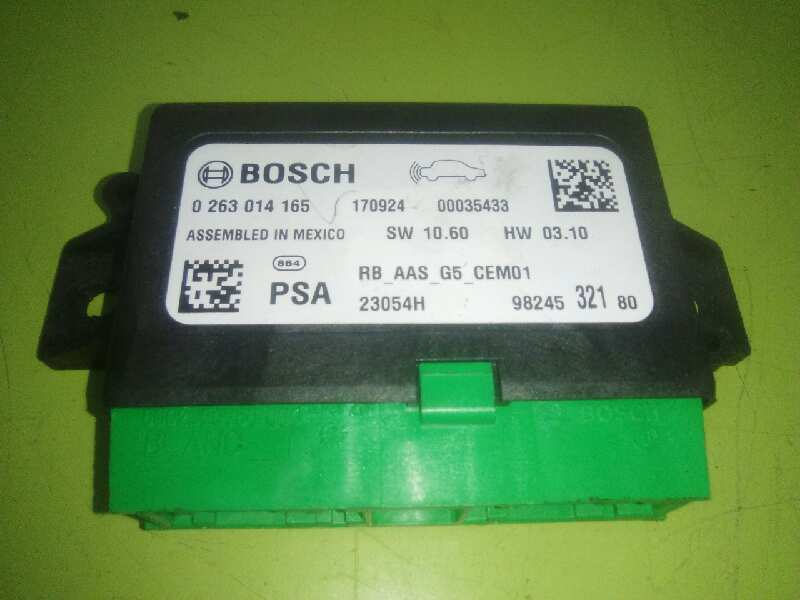 BOSCH
0 263 014 165 170924 00035433
ASSEMBLED IN MEXICO SW 10.60 HW 03.10
884 RB_AAS_G5_CEM01
PSA 23054H 98245 321 80
BOSCH